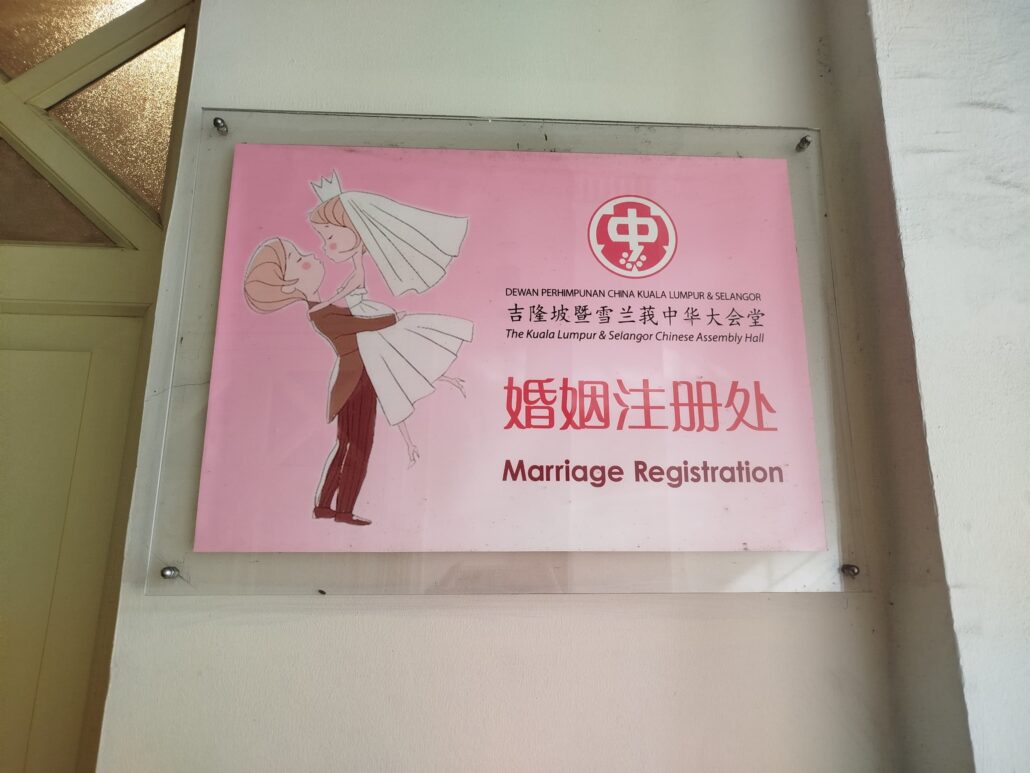 中
DEWAN PERHIMPUNAN CHINA KUALA LUMPUR & SELANGOR
吉隆坡暨雪兰莪中华大会堂
The Kuala Lumpur & Selangor Chinese Assembly Hall
婚姻注册处
Marriage Registration